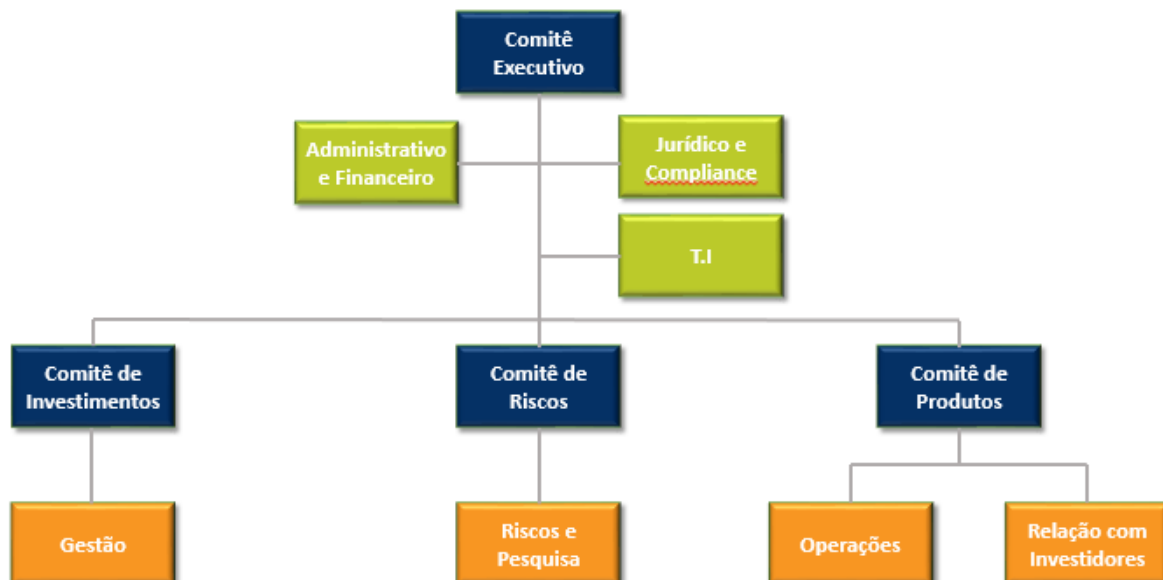 Comitê
Executivo
Administrativo
e Financeiro
Jurídico e
Compliance
T.I
Comitê de
Investimentos
Comitê de
Riscos
Comitê de
Produtos
Gestão
Riscos e
Pesquisa
Operações
Relação com
Investidores